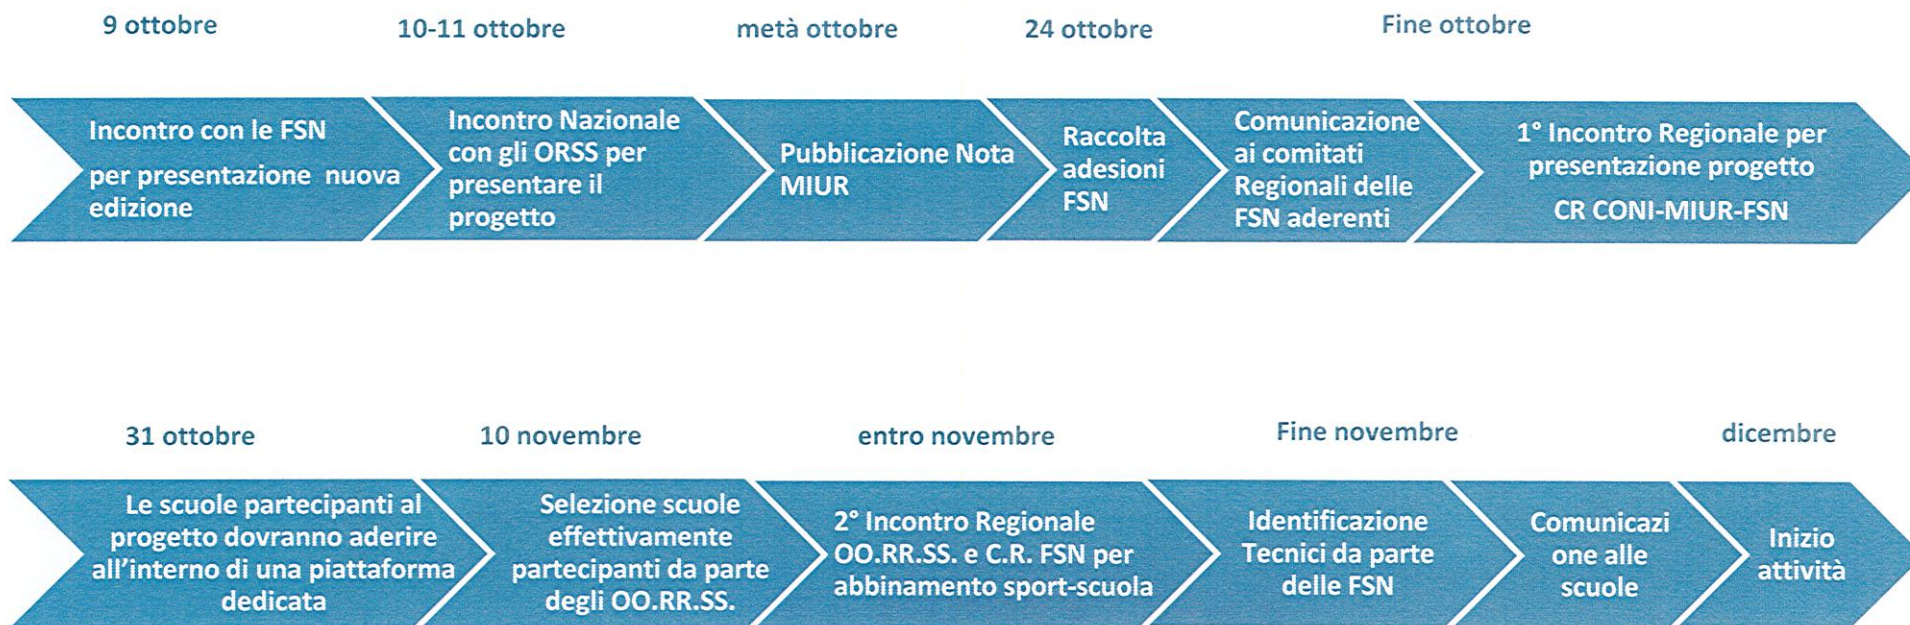 9 ottobre
10-11 ottobre
metà ottobre
24 ottobre
Fine ottobre
Incontro con le FSN
per presentazione nuova
edizione
Incontro Nazionale
con gli ORSS per
presentare il
progetto
Pubblicazione Nota
MIUR
Raccolta
adesioni
FSN
Comunicazione
ai comitati
Regionali delle
FSN aderenti
1° Incontro Regionale per
presentazione progetto
CR CONI-MIUR-FSN
31 ottobre
10 novembre
entro novembre
Fine novembre
dicembre
Le scuole partecipanti al
progetto dovranno aderire
all'interno di una piattaforma
dedicata
Selezione scuole
effettivamente
partecipanti da parte
degli OO.RR.SS.
2° Incontro Regionale
OO.RR.SS. e C.R. FSN per
abbinamento sport-scuola
Identificazione
Tecnici da parte
delle FSN
Comunicazi
one alle
scuole
Inizio
attività